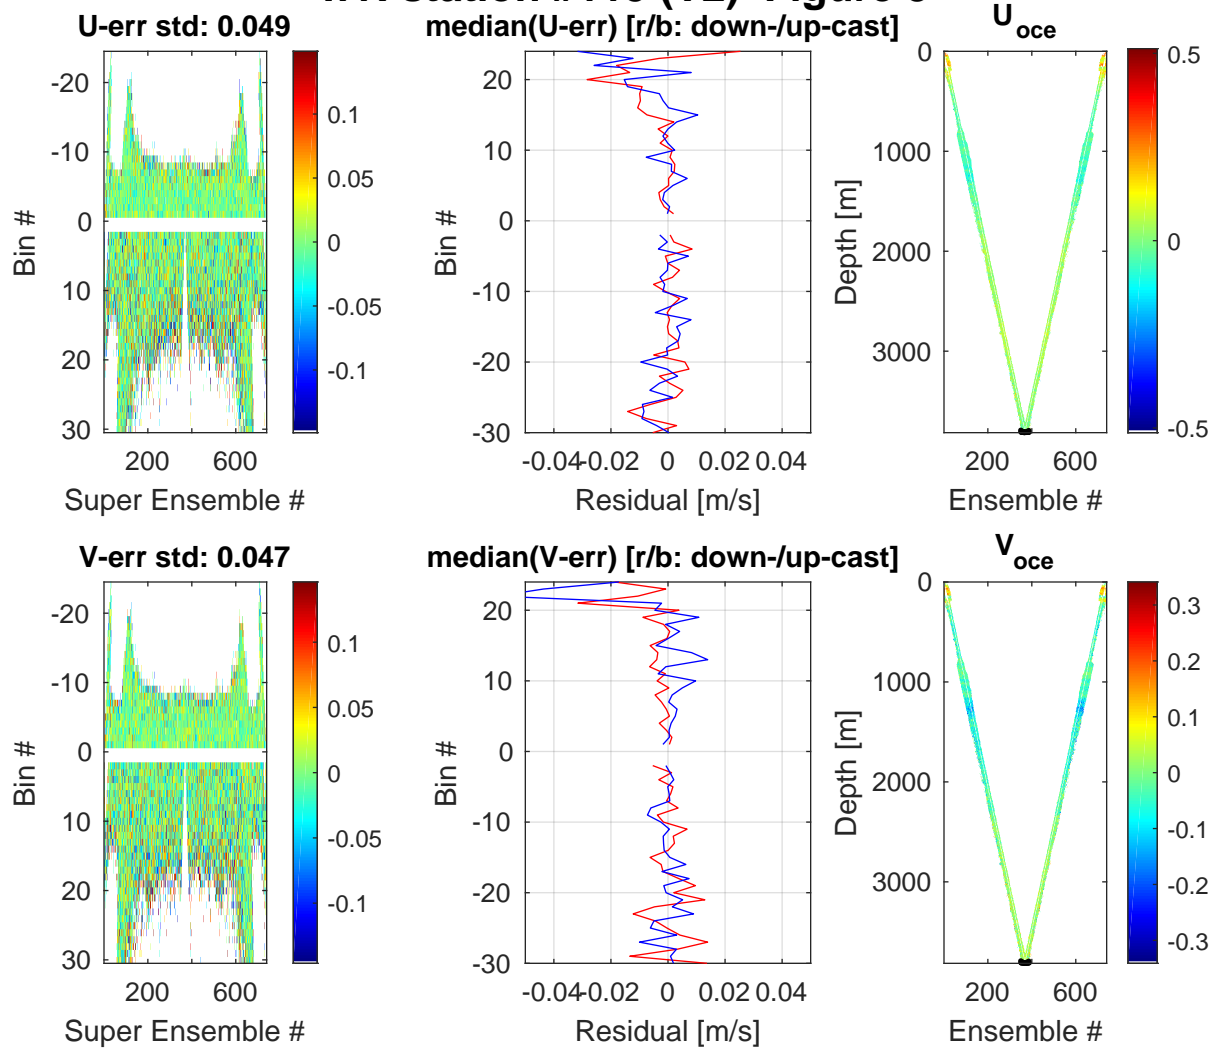 U-err std: 0.049
-20
-10
0
10
20
30
Bin #
200 600
Super Ensemble #
0.1
0.05
0
-0.05
-0.1
median(U-err) [r/b: down-/up-cast]
20
10
0
-10
-20
-30
Bin #
-0.04 -0.02 0 0.02 0.04
Residual [m/s]
U_oce
0
1000
2000
3000
Depth [m]
200 600
Ensemble #
0.5
0
-0.5
V-err std: 0.047
-20
-10
0
10
20
30
Bin #
200 600
Super Ensemble #
0.1
0.05
0
-0.05
-0.1
median(V-err) [r/b: down-/up-cast]
20
10
0
-10
-20
-30
Bin #
-0.04 -0.02 0 0.02 0.04
Residual [m/s]
V_oce
0
1000
2000
3000
Depth [m]
200 600
Ensemble #
0.3
0.2
0.1
0
-0.1
-0.2
-0.3